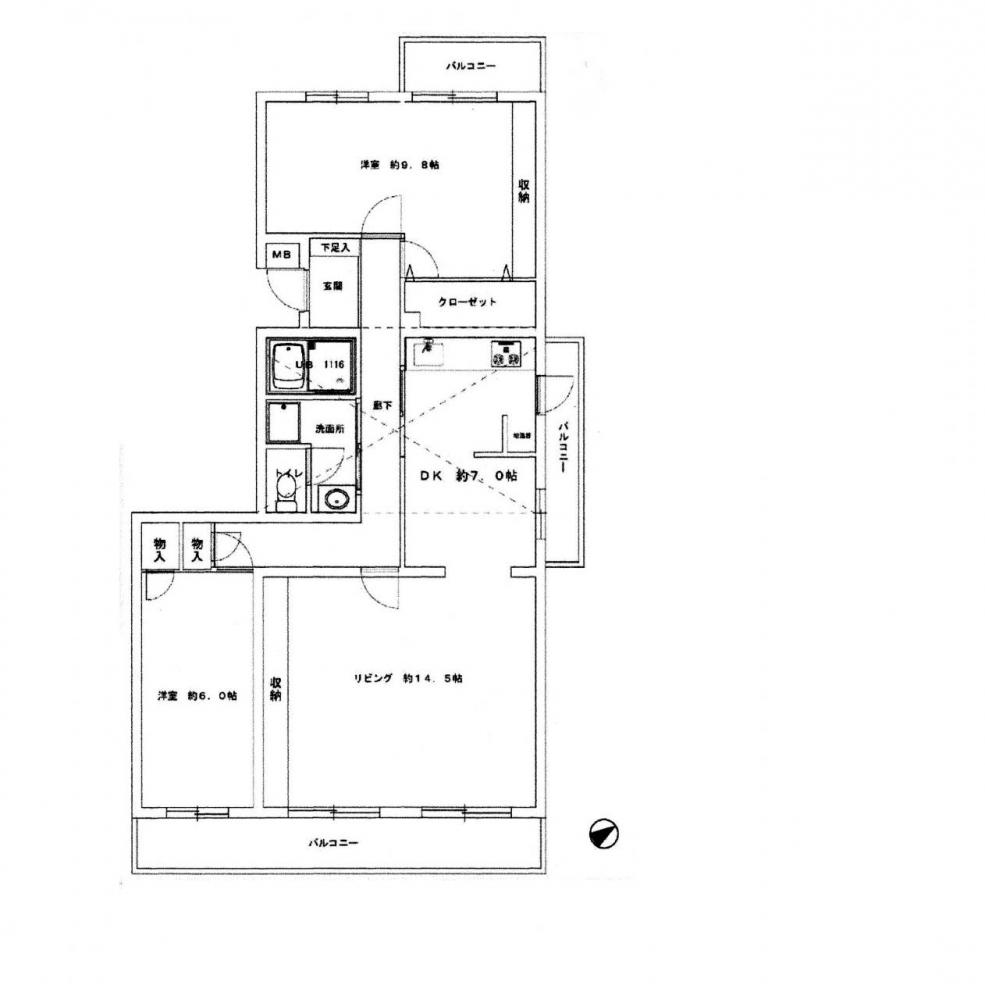 バルコニー
洋室 約9.8帖
収納
下足入
MB
玄関
クローゼット
UB 1116
廊下
洗面所
バルコニー
トイレ
DK 約7.0帖
物入
物入
リビング 約14.5帖
収納
洋室 約6.0帖
バルコニー